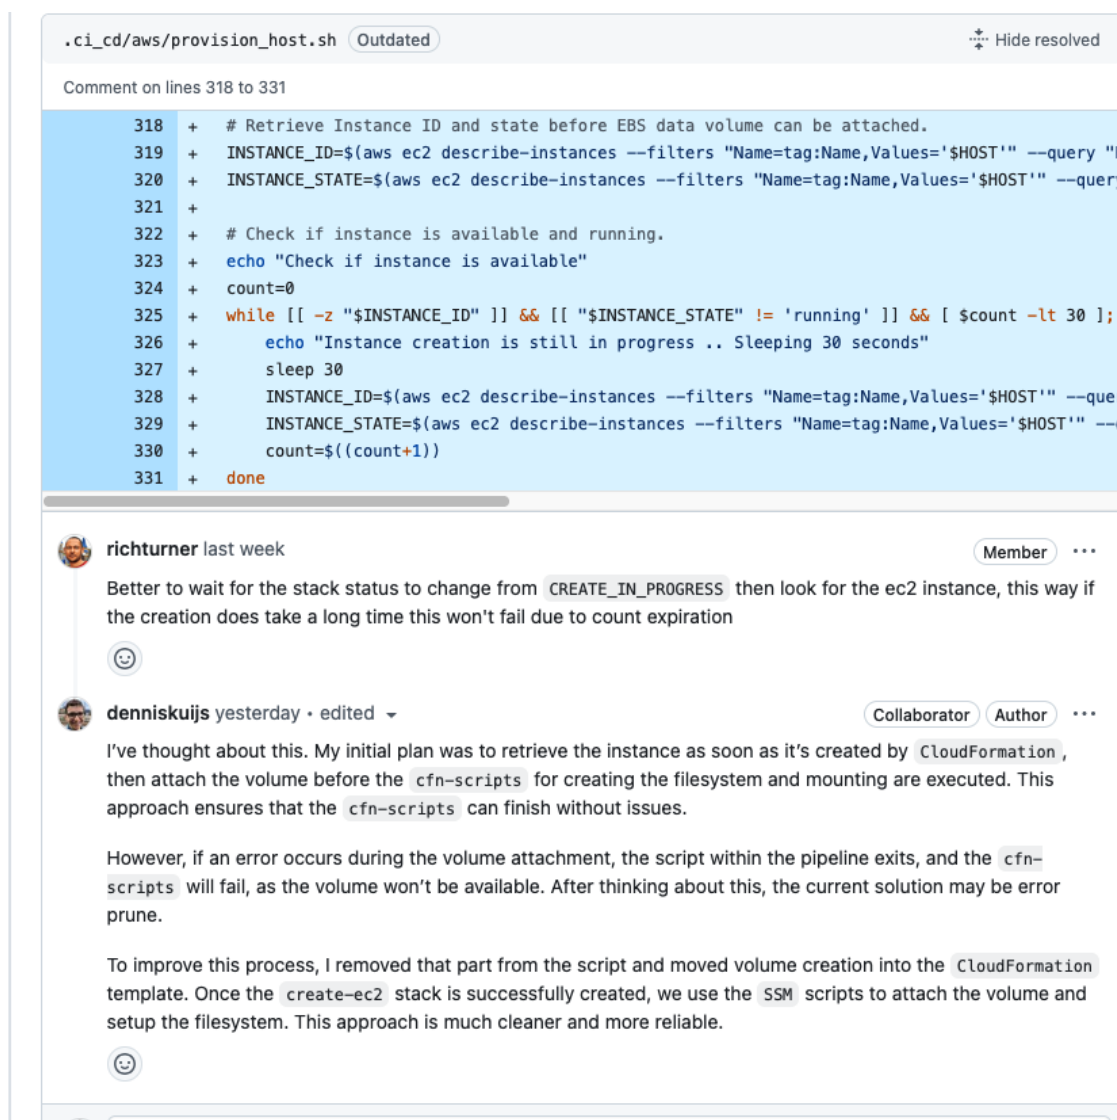 .ci_cd/aws/provision_host.sh Outdated Hide resolved
Comment on lines 318 to 331
318 + # Retrieve Instance ID and state before EBS data volume can be attached.
319 + INSTANCE_ID=$(aws ec2 describe-instances --filters "Name=tag:Name,Values='$HOST'" --query "
320 + INSTANCE_STATE=$(aws ec2 describe-instances --filters "Name=tag:Name,Values='$HOST'" --query
321 +
322 + # Check if instance is available and running.
323 + echo "Check if instance is available"
324 + count=0
325 + while [[ -z "$INSTANCE_ID" ]] && [[ "$INSTANCE_STATE" != 'running' ]] && [ $count -lt 30 ];
326 + echo "Instance creation is still in progress .. Sleeping 30 seconds"
327 + sleep 30
328 + INSTANCE_ID=$(aws ec2 describe-instances --filters "Name=tag:Name,Values='$HOST'" --que
329 + INSTANCE_STATE=$(aws ec2 describe-instances --filters "Name=tag:Name,Values='$HOST'" --
330 + count=$((count+1))
331 + done
richturner last week Member
Better to wait for the stack status to change from CREATE_IN_PROGRESS then look for the ec2 instance, this way if
the creation does take a long time this won't fail due to count expiration
denniskuijs yesterday • edited Collaborator Author
I've thought about this. My initial plan was to retrieve the instance as soon as it's created by CloudFormation,
then attach the volume before the cfn-scripts for creating the filesystem and mounting are executed. This
approach ensures that the cfn-scripts can finish without issues.
However, if an error occurs during the volume attachment, the script within the pipeline exits, and the cfn-
scripts will fail, as the volume won't be available. After thinking about this, the current solution may be error
prune.
To improve this process, I removed that part from the script and moved volume creation into the CloudFormation
template. Once the create-ec2 stack is successfully created, we use the SSM scripts to attach the volume and
setup the filesystem. This approach is much cleaner and more reliable.